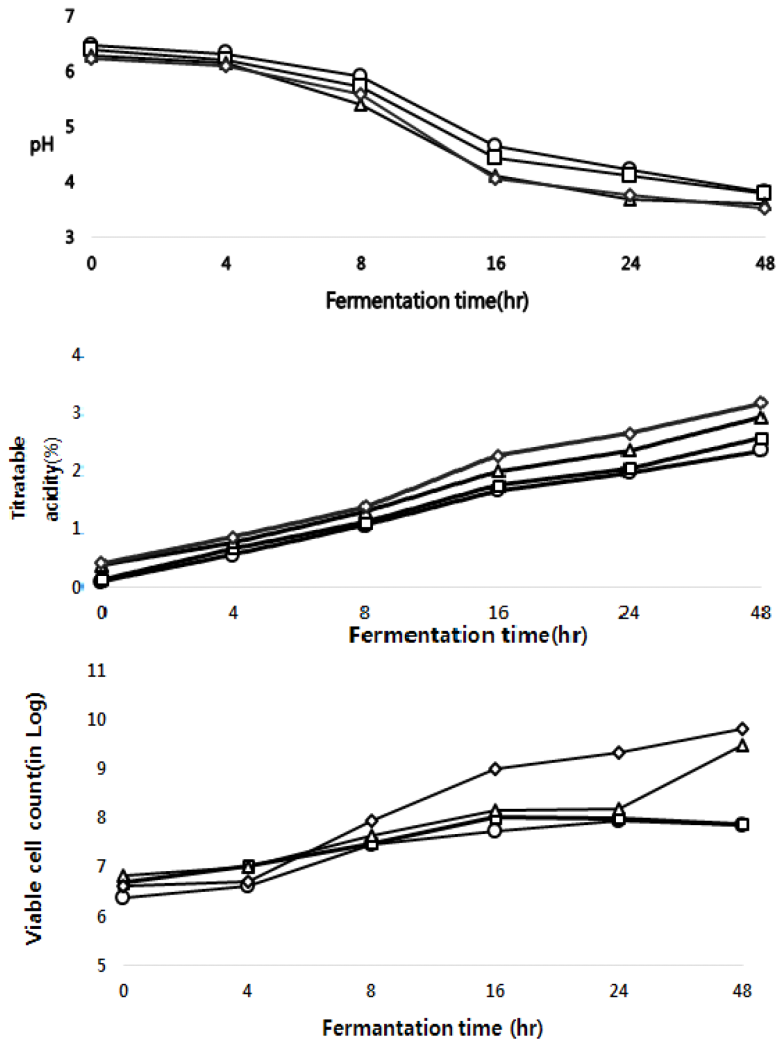 7
6
5
pH
4
3
0 4 8 16 24 48
Fermentation time(hr)
4
3
Titratable
acidity(%)
2
1
0
0 4 8 16 24 48
Fermentation time(hr)
11
10
9
Viable cell count(in Log)
8
7
6
5
0 4 8 16 24 48
Fermantation time (hr)